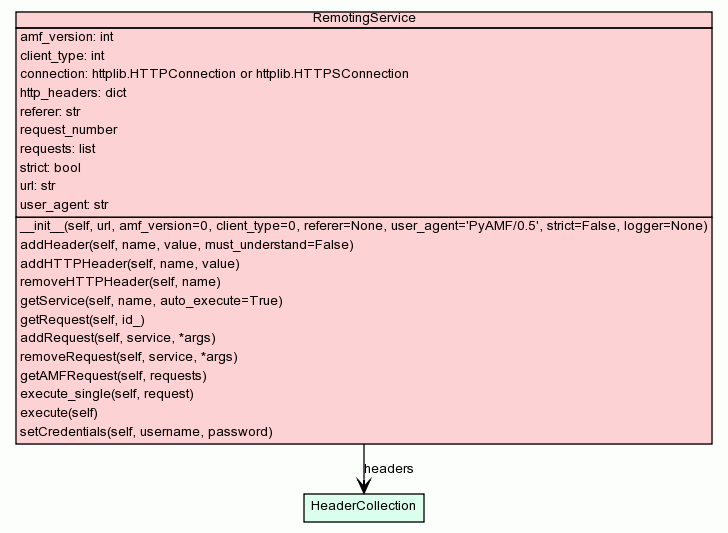 RemotingService
amf_version: int
client_type: int
connection: httplib.HTTPConnection or httplib.HTTPSConnection
http_headers: dict
referer: str
request_number
requests: list
strict: bool
url: str
user_agent: str
__init__(self, url, amf_version=0, client_type=0, referer=None, user_agent='PyAMF/0.5', strict=False, logger=None)
addHeader(self, name, value, must_understand=False)
addHTTPHeader(self, name, value)
removeHTTPHeader(self, name)
getService(self, name, auto_execute=True)
getRequest(self, id_)
addRequest(self, service, *args)
removeRequest(self, service, *args)
getAMFRequest(self, requests)
execute_single(self, request)
execute(self)
setCredentials(self, username, password)
headers
HeaderCollection